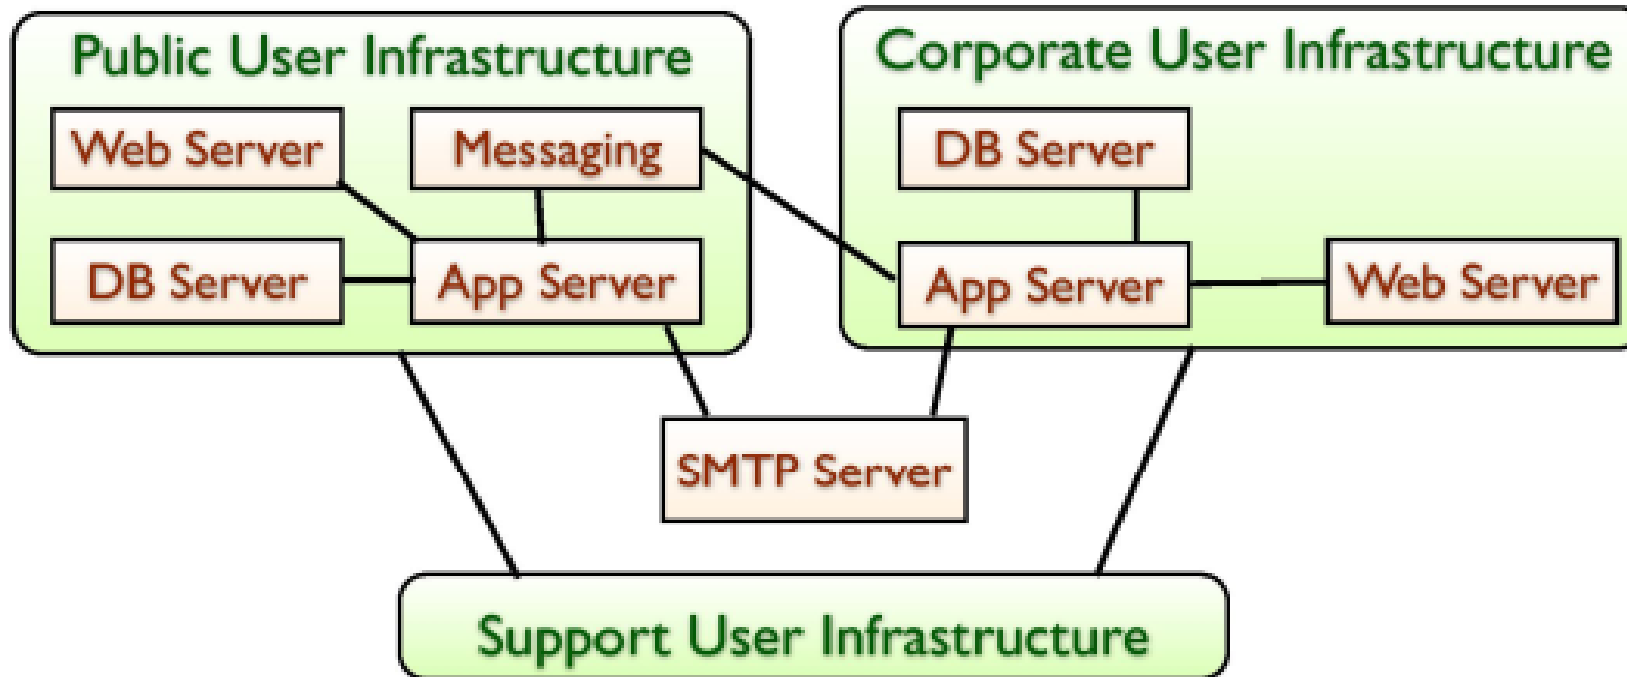 Public User Infrastructure
Web Server
Messaging
DB Server
App Server
Corporate User Infrastructure
DB Server
App Server
Web Server
SMTP Server
Support User Infrastructure